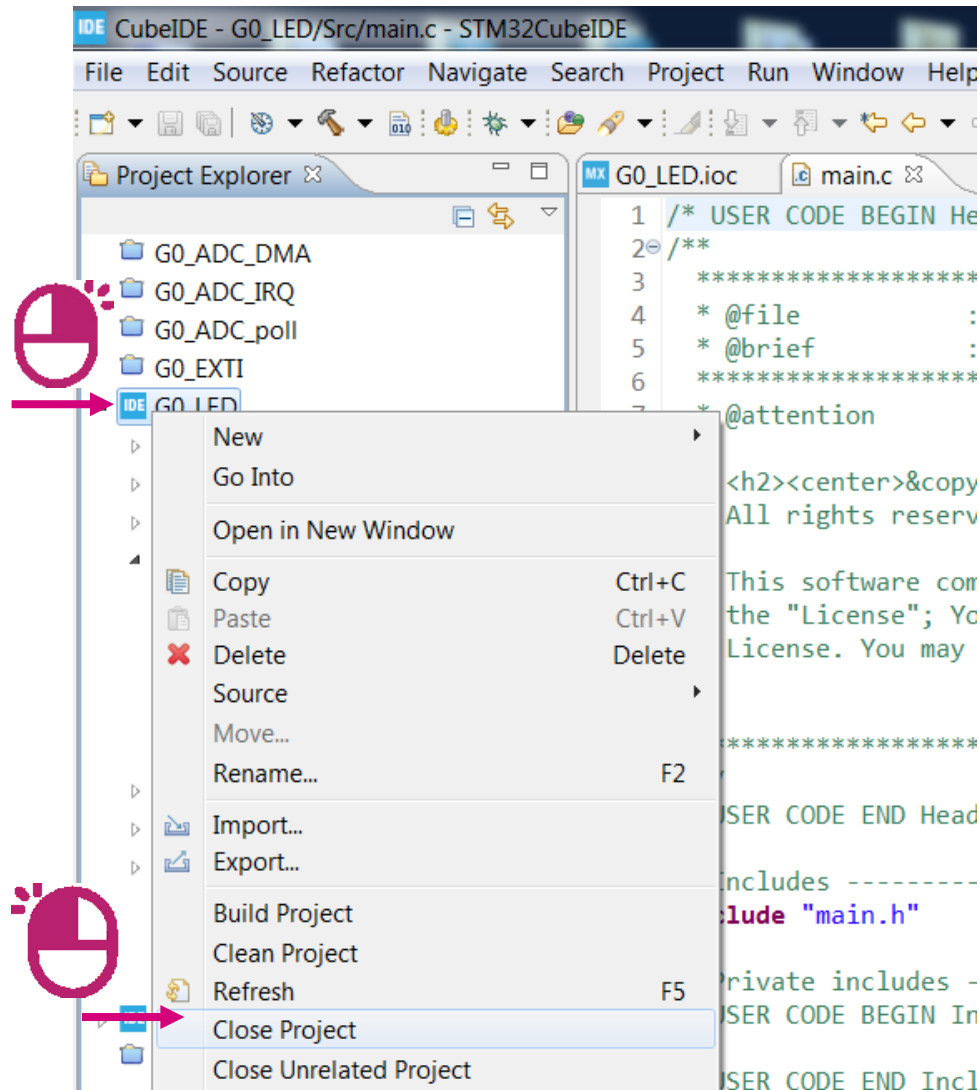 IDE CubeIDE - G0_LED/Src/main.c - STM32CubeIDE
File Edit Source Refactor Navigate Search Project Run Window Help
010
Project Explorer
MX G0_LED.ioc
.c main.c
G0_ADC_DMA
G0_ADC_IRQ
G0_ADC_poll
G0_EXTI
IDE G0_LED
New
Go Into
Open in New Window
Copy Ctrl+C
Paste Ctrl+V
Delete Delete
Source
Move...
Rename... F2
Import...
Export...
Build Project
Clean Project
Refresh F5
Close Project
Close Unrelated Project
1 /* USER CODE BEGIN He
2 /**
3 *******************
4 * @file :
5 * @brief :
6 *******************
* @attention
<h2><center>&copy
All rights reserv
This software com
the "License"; Yo
License. You may
*****************
USER CODE END Head
Includes ---------
clude "main.h"
Private includes -
USER CODE BEGIN In
USER CODE END Incl